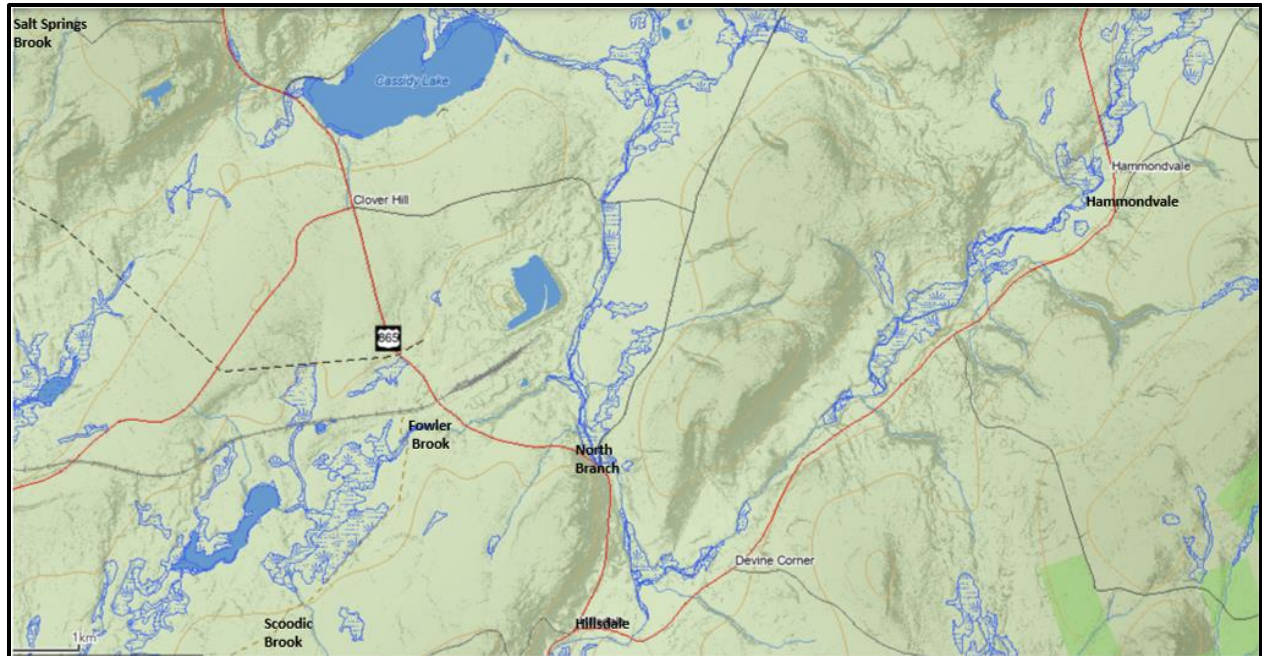 Salt Springs
Brook
Cassidy Lake
Hammondvale
Clover Hill
Hammondvale
865
Fowler
Brook
North
Branch
Devine Corner
Scoodic
Brook
Hillsdale
1km